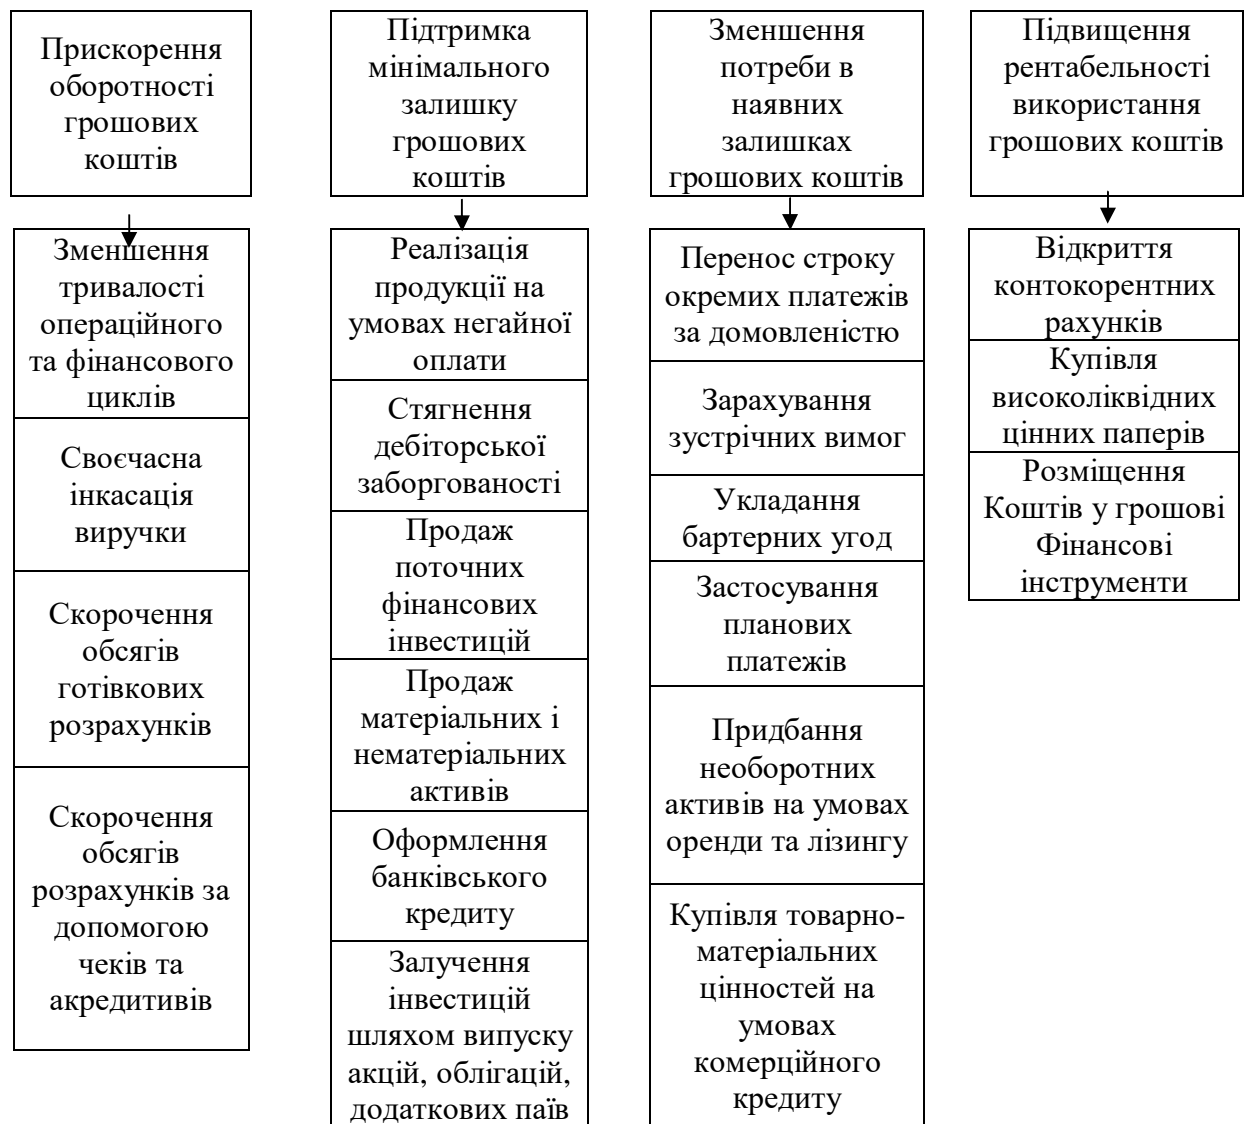 Прискорення
оборотності
грошових
коштів
Підтримка
мінімального
залишку
грошових
коштів
Зменшення
потреби в
наявних
залишках
грошових коштів
Підвищення
рентабельності
використання
грошових коштів
Зменшення
тривалості
операційного
та фінансового
циклів
Своєчасна
інкасація
виручки
Скорочення
обсягів
готівкових
розрахунків
Скорочення
обсягів
розрахунків за
допомогою
чеків та
акредитивів
Реалізація
продукції на
умовах негайної
оплати
Стягнення
дебіторської
заборгованості
Продаж
поточних
фінансових
інвестицій
Продаж
матеріальних і
нематеріальних
активів
Оформлення
банківського
кредиту
Залучення
інвестицій
шляхом випуску
акцій, облігацій,
додаткових паїв
Перенос строку
окремих платежів
за домовленістю
Зарахування
зустрічних вимог
Укладання
бартерних угод
Застосування
планових
платежів
Придбання
необоротних
активів на умовах
оренди та лізингу
Купівля товарно-
матеріальних
цінностей на
умовах
комерційного
кредиту
Відкриття
контокорентних
рахунків
Купівля
високоліквідних
цінних паперів
Розміщення
Коштів у грошові
Фінансові
інструменти